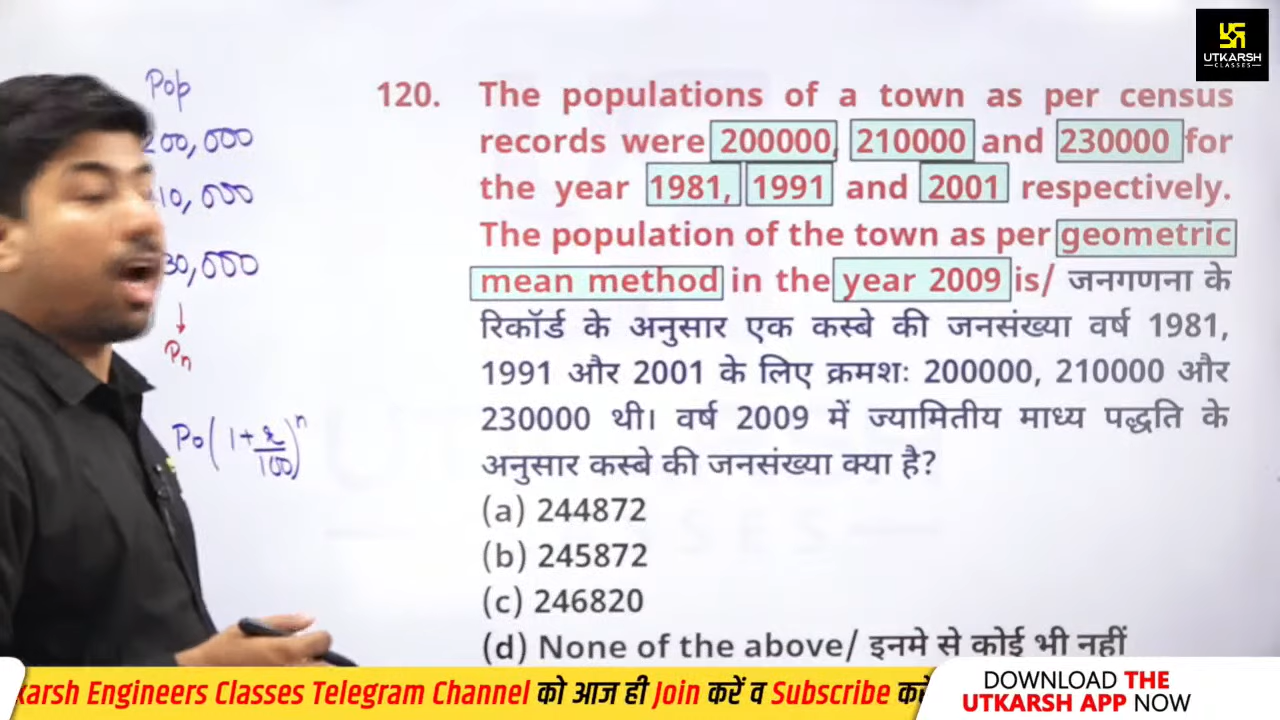 UTKARSH
CLASSES
Pop
200,000
10,000
30,000
Pn
Po(1+r/100)^n
120. The populations of a town as per census
records were 200000, 210000 and 230000 for
the year 1981, 1991 and 2001 respectively.
The population of the town as per geometric
mean method in the year 2009 is/ जनगणना के
रिकॉर्ड के अनुसार एक कस्बे की जनसंख्या वर्ष 1981,
1991 और 2001 के लिए क्रमशः 200000, 210000 और
230000 थी। वर्ष 2009 में ज्यामितीय माध्य पद्धति के
अनुसार कस्बे की जनसंख्या क्या है?
(a) 244872
(b) 245872
(c) 246820
(d) None of the above/ इनमे से कोई भी नहीं
karsh Engineers Classes Telegram Channel को आज ही Join करें व Subscribe करें
DOWNLOAD THE
UTKARSH APP NOW